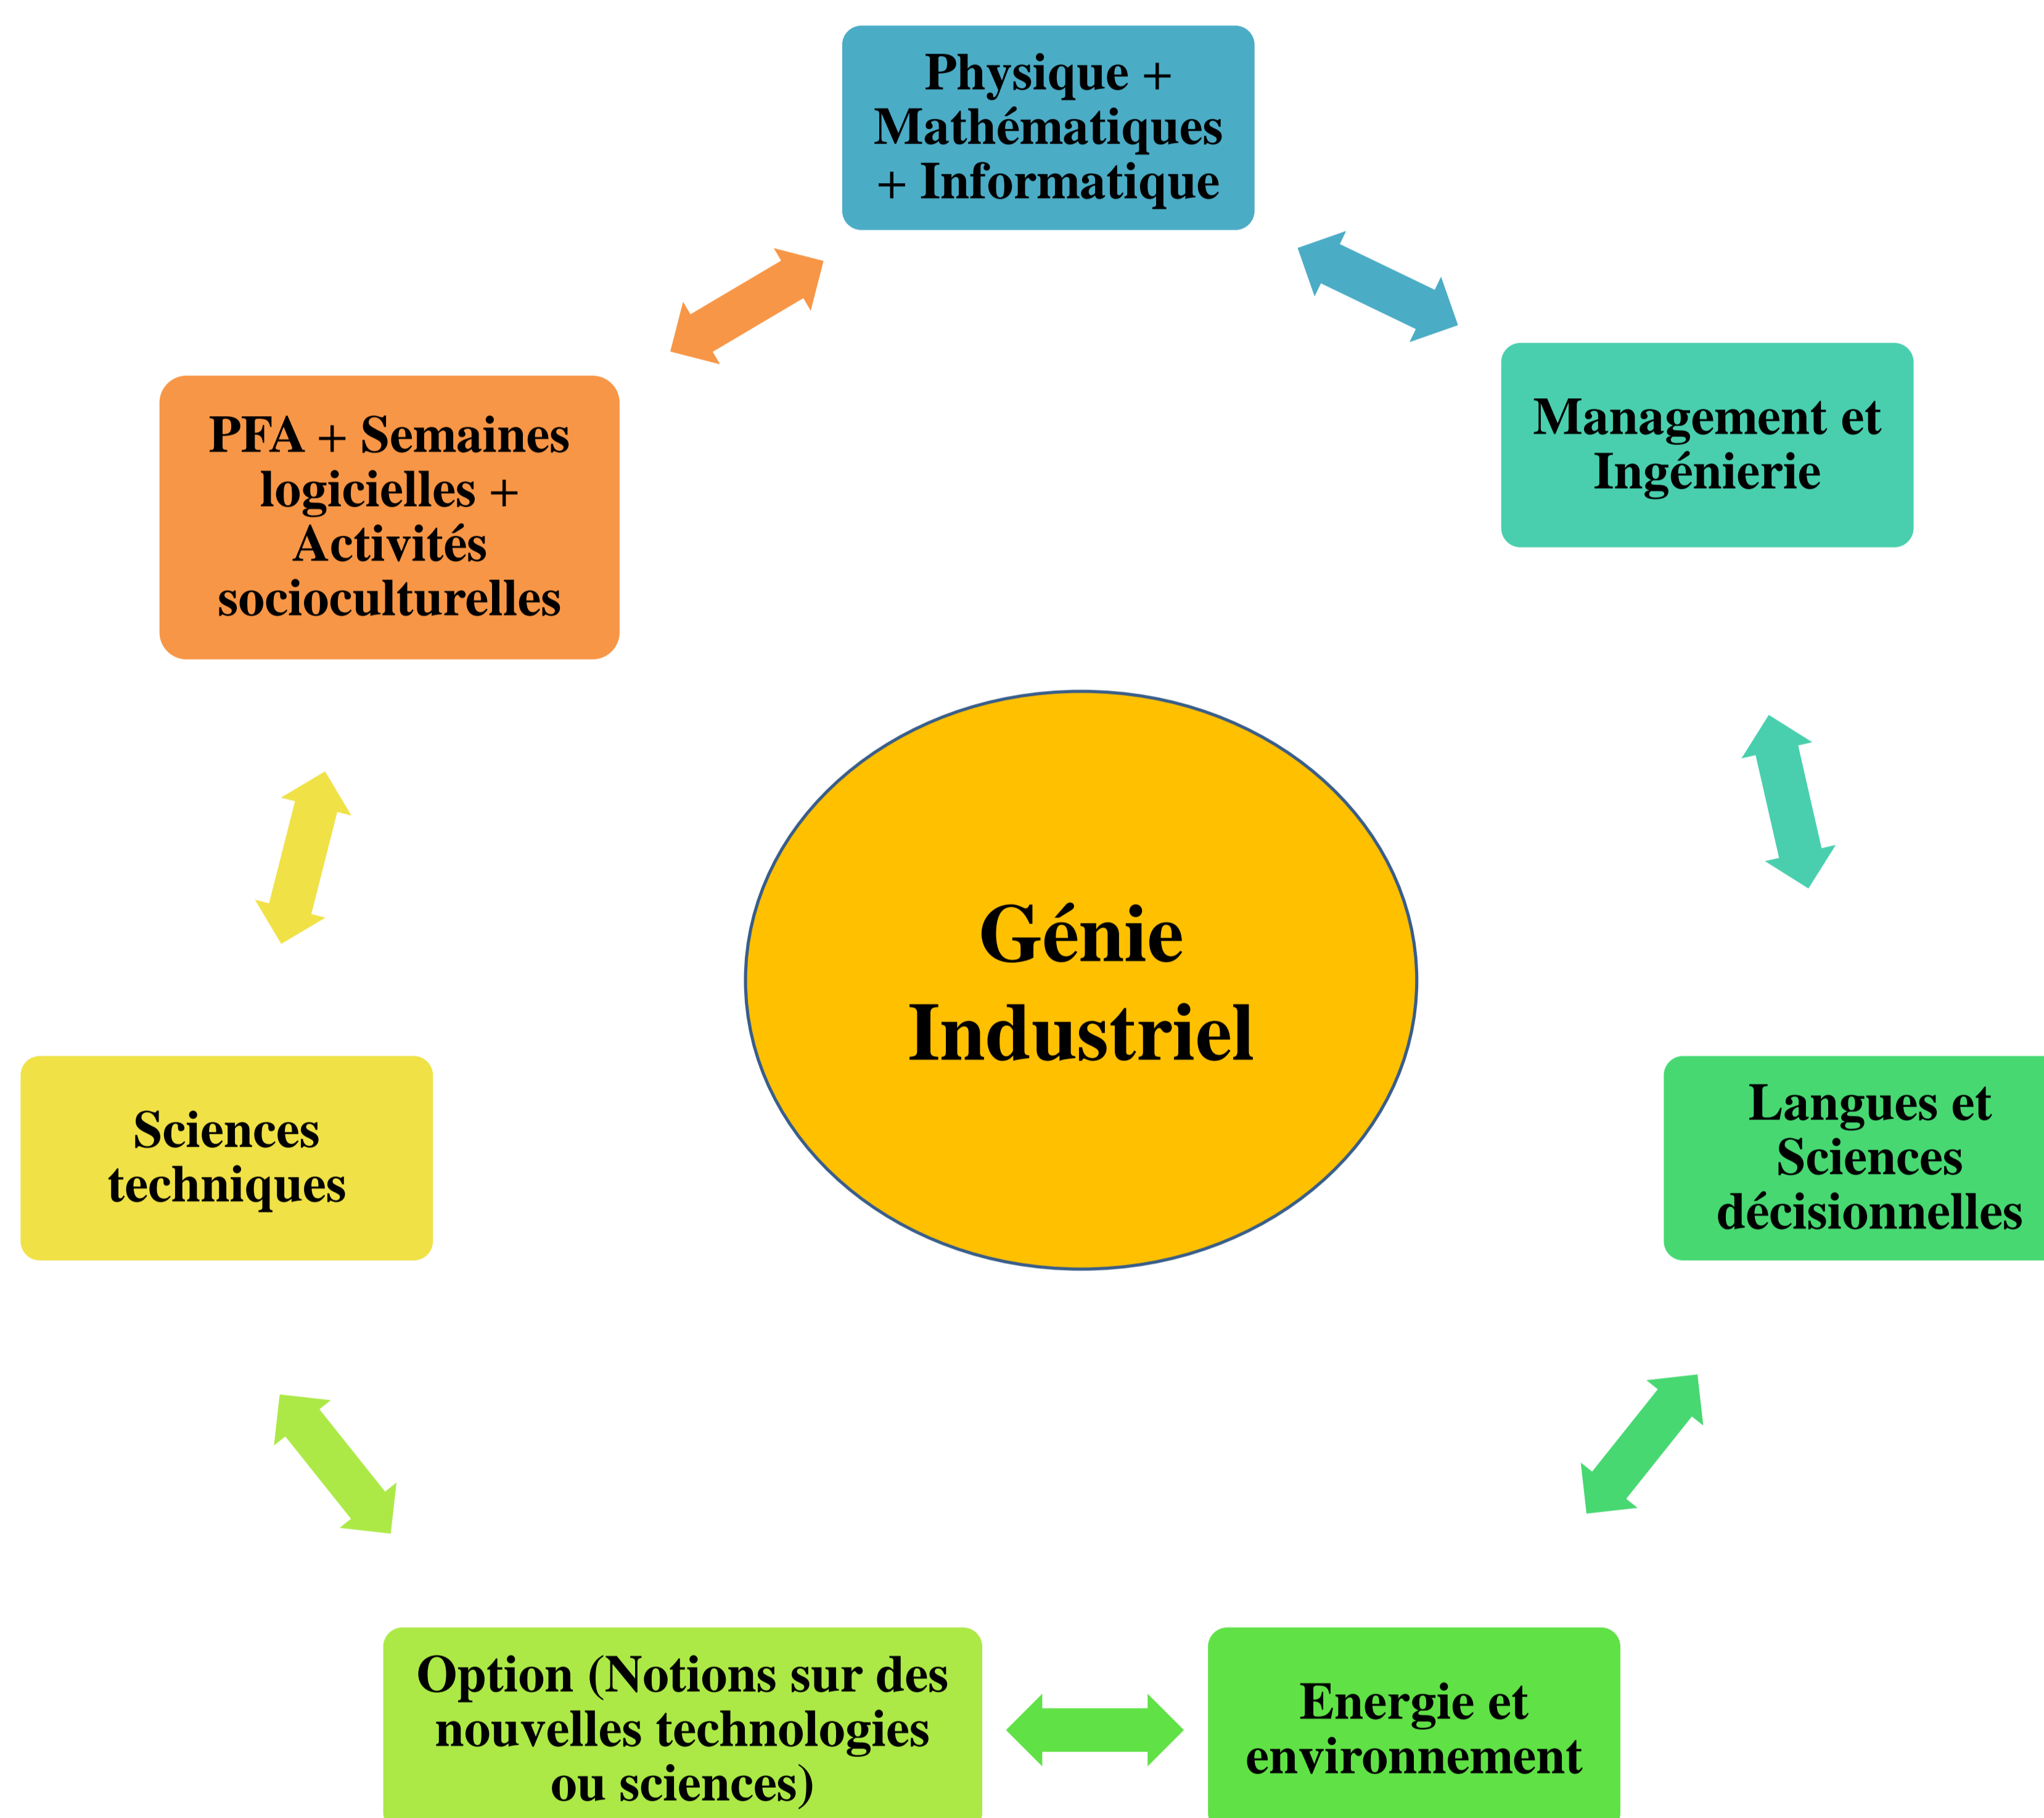 Physique +
Mathématiques
+ Informatique
Management et
Ingénierie
PFA + Semaines
logicielles +
Activités
socioculturelles
Génie
Industriel
Langues et
Sciences
décisionnelles
Sciences
techniques
Option (Notions sur des
nouvelles technologies
ou sciences)
Energie et
environnement